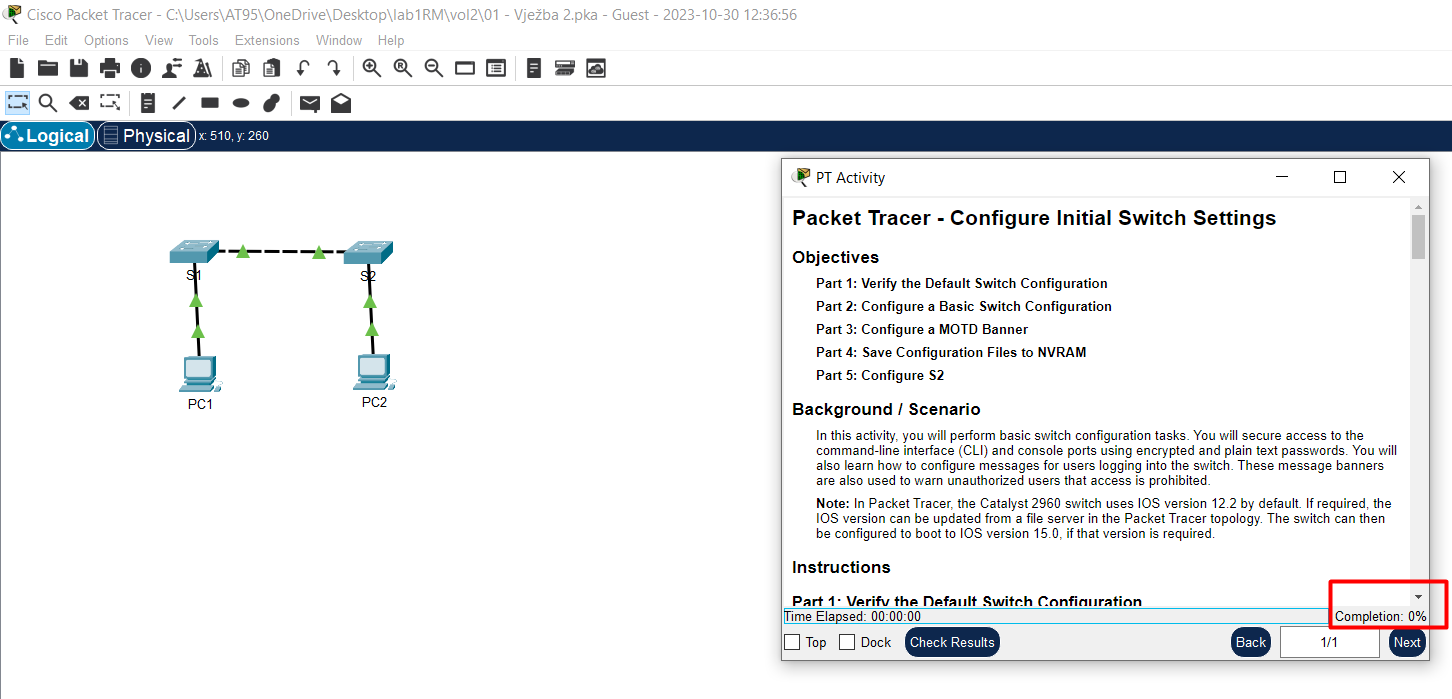 Cisco Packet Tracer - C:\Users\AT95\OneDrive\Desktop\lab1RM\vol2\01 - Vježba 2.pka - Guest - 2023-10-30 12:36:56
File Edit Options View Tools Extensions Window Help
Logical Physical x: 510, y: 260
S1
S2
PC1
PC2
PT Activity
Packet Tracer - Configure Initial Switch Settings
Objectives
Part 1: Verify the Default Switch Configuration
Part 2: Configure a Basic Switch Configuration
Part 3: Configure a MOTD Banner
Part 4: Save Configuration Files to NVRAM
Part 5: Configure S2
Background / Scenario
In this activity, you will perform basic switch configuration tasks. You will secure access to the
command-line interface (CLI) and console ports using encrypted and plain text passwords. You will
also learn how to configure messages for users logging into the switch. These message banners
are also used to warn unauthorized users that access is prohibited.
Note: In Packet Tracer, the Catalyst 2960 switch uses IOS version 12.2 by default. If required, the
IOS version can be updated from a file server in the Packet Tracer topology. The switch can then
be configured to boot to IOS version 15.0, if that version is required.
Instructions
Part 1: Verify the Default Switch Configuration
Time Elapsed: 00:00:00 Completion: 0%
Top Dock Check Results Back 1/1 Next